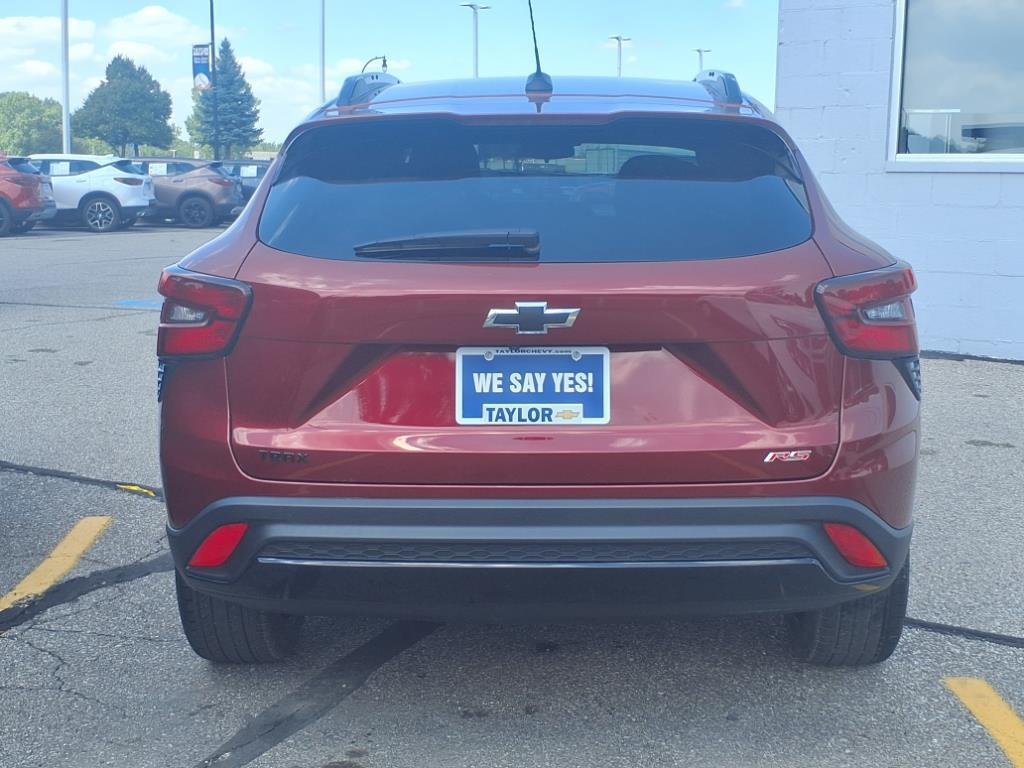 TAYLORCHEVY.COM
WE SAY YES!
TAYLOR
TRAX
RS